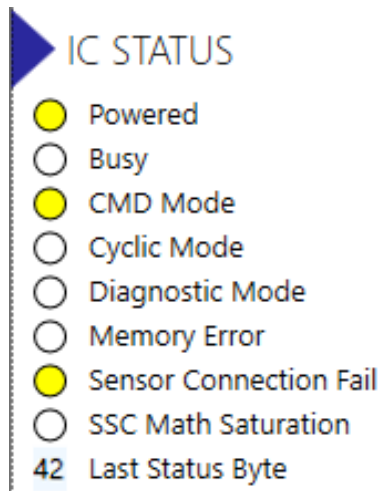 IC STATUS
Powered
Busy
CMD Mode
Cyclic Mode
Diagnostic Mode
Memory Error
Sensor Connection Fail
SSC Math Saturation
42 Last Status Byte